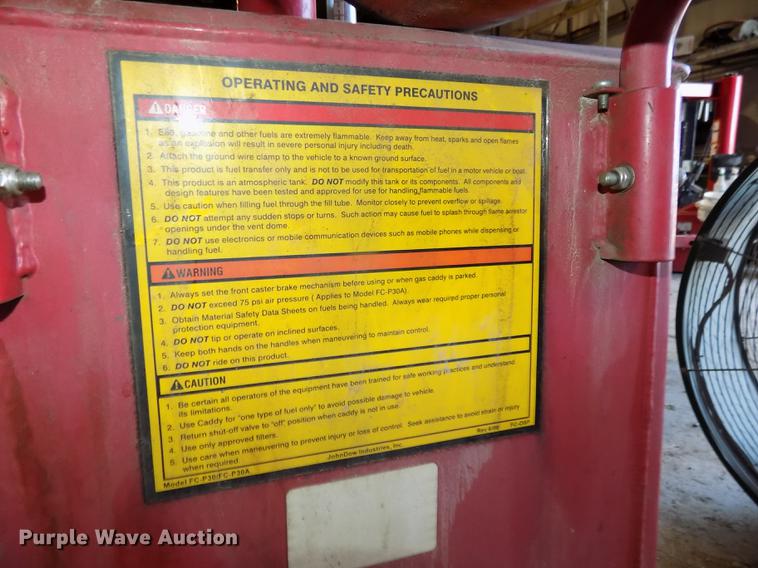 OPERATING AND SAFETY PRECAUTIONS
DANGER
1. E85, gasoline and other fuels are extremely flammable. Keep away from heat, sparks and open flames
as an explosion will result in severe personal injury including death.
2. Attach the ground wire clamp to the vehicle to a known ground surface.
3. This product is fuel transfer only and is not to be used for transportation of fuel in a motor vehicle or boat.
4. This product is an atmospheric tank. DO NOT modify this tank or its components. All components and
design features have been tested and approved for use for handling flammable fuels.
5. Use caution when filling fuel through the fill tube. Monitor closely to prevent overflow or spillage.
6. DO NOT attempt any sudden stops or turns. Such action may cause fuel to splash through flame arrestor
openings under the vent dome.
7. DO NOT use electronics or mobile communication devices such as mobile phones while dispensing or
handling fuel.
WARNING
1. Always set the front caster brake mechanism before using or when gas caddy is parked.
2. DO NOT exceed 75 psi air pressure ( Applies to Model FC-P30A)
3. Obtain Material Safety Data Sheets on fuels being handled. Always wear required proper personal
protection equipment.
4. DO NOT tip or operate on inclined surfaces.
5. Keep both hands on the handles when maneuvering to maintain control.
6. DO NOT ride on this product.
CAUTION
1. Be certain all operators of the equipment have been trained for safe working practices and understand
its limitations.
2. Use Caddy for "one type of fuel only" to avoid possible damage to vehicle.
3. Return shut-off valve to "off" position when caddy is not in use.
4. Use only approved filters.
5. Use care when maneuvering to prevent injury or loss of control. Seek assistance to avoid strain or injury
when required.
Model FC-P30/FC-P30A JohnDow Industries, Inc. Rev 6/08 FC-DSP
Purple Wave Auction